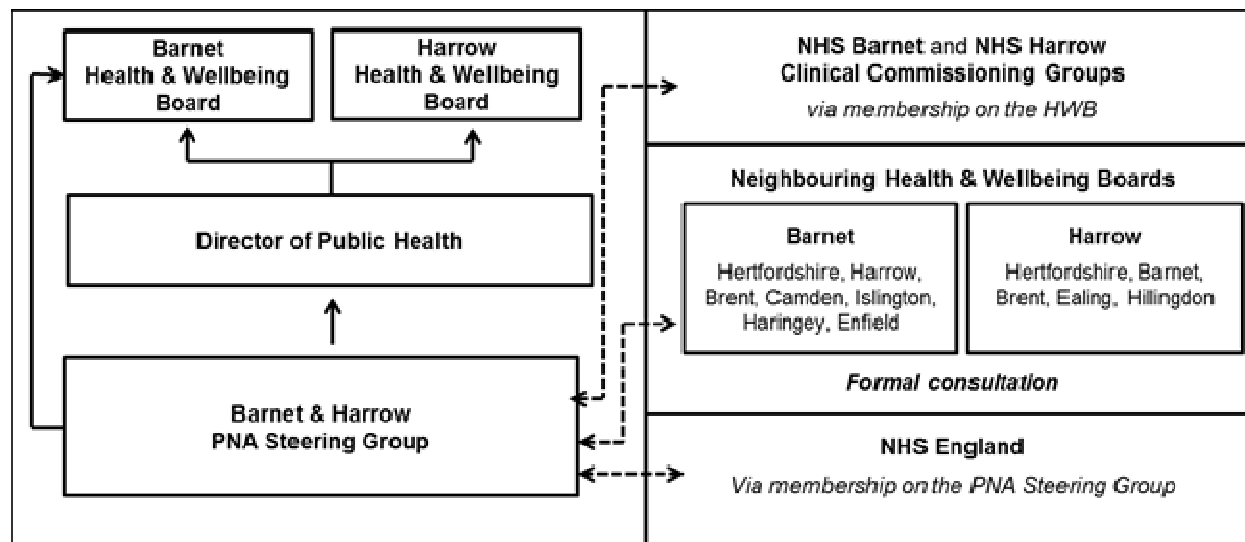 Barnet
Health & Wellbeing
Board
Harrow
Health & Wellbeing
Board
Director of Public Health
Barnet & Harrow
PNA Steering Group
NHS Barnet and NHS Harrow
Clinical Commissioning Groups
via membership on the HWB
Neighbouring Health & Wellbeing Boards
Barnet
Hertfordshire, Harrow,
Brent, Camden, Islington,
Haringey, Enfield
Harrow
Hertfordshire, Barnet,
Brent, Ealing, Hillingdon
Formal consultation
NHS England
Via membership on the PNA Steering Group